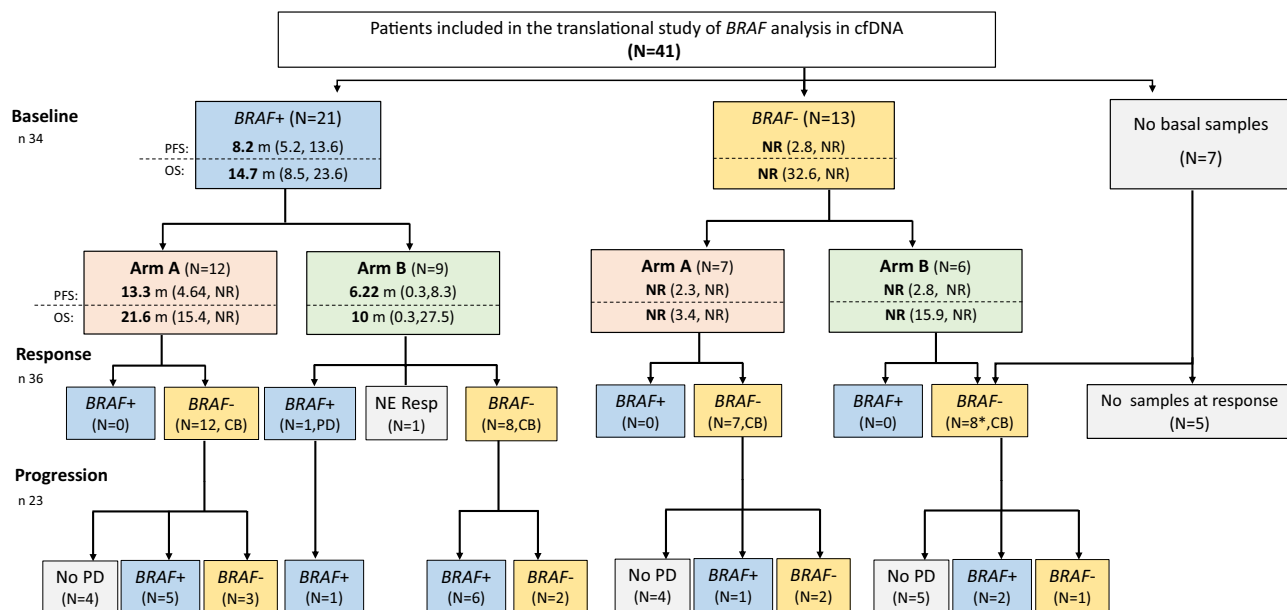 Patients included in the translational study of BRAF analysis in cfDNA
(N=41)
Baseline
n 34
BRAF+ (N=21)
PFS: 8.2 m (5.2, 13.6)
OS: 14.7 m (8.5, 23.6)
BRAF- (N=13)
NR (2.8, NR)
NR (32.6, NR)
No basal samples
(N=7)
Arm A (N=12)
PFS: 13.3 m (4.64, NR)
OS: 21.6 m (15.4, NR)
Arm B (N=9)
6.22 m (0.3,8.3)
10 m (0.3,27.5)
Arm A (N=7)
NR (2.3, NR)
NR (3.4, NR)
Arm B (N=6)
NR (2.8, NR)
NR (15.9, NR)
Response
n 36
BRAF+
(N=0)
BRAF-
(N=12, CB)
BRAF+
(N=1,PD)
NE Resp
(N=1)
BRAF-
(N=8,CB)
BRAF+
(N=0)
BRAF-
(N=7,CB)
BRAF+
(N=0)
BRAF-
(N=8*,CB)
No samples at response
(N=5)
Progression
n 23
No PD
(N=4)
BRAF+
(N=5)
BRAF-
(N=3)
BRAF+
(N=1)
BRAF+
(N=6)
BRAF-
(N=2)
No PD
(N=4)
BRAF+
(N=1)
BRAF-
(N=2)
No PD
(N=5)
BRAF+
(N=2)
BRAF-
(N=1)